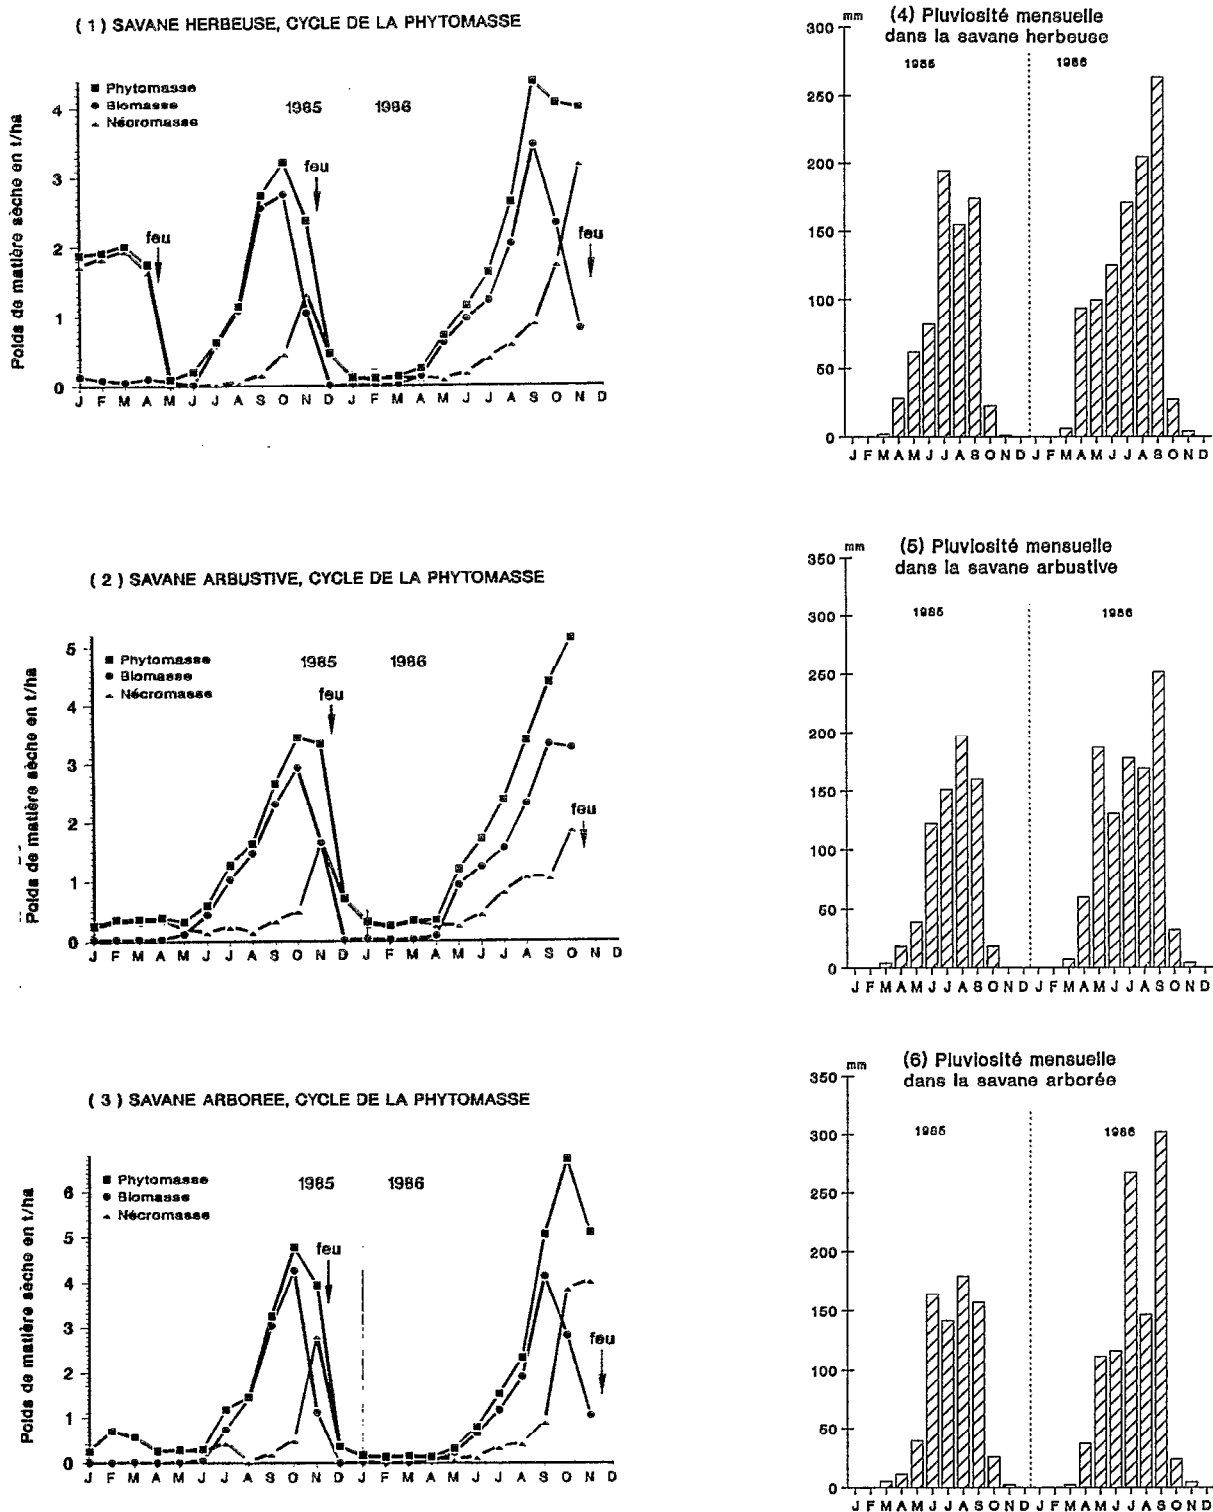 ( 1 ) SAVANE HERBEUSE, CYCLE DE LA PHYTOMASSE
Poids de matière sèche en t/ha
4
3
2
1
0
Phytomasse
Biomasse
Nécromasse
1985
1986
feu
feu
feu
J F M A M J J A S O N D J F M A M J J A S O N D
mm
(4) Pluviosité mensuelle
dans la savane herbeuse
1985
1986
300
250
200
150
100
50
0
J F M A M J J A S O N D J F M A M J J A S O N D
( 2 ) SAVANE ARBUSTIVE, CYCLE DE LA PHYTOMASSE
Poids de matière sèche en t/ha
5
4
3
2
1
0
Phytomasse
Biomasse
Nécromasse
1985
1986
feu
feu
J F M A M J J A S O N D J F M A M J J A S O N D
mm
(5) Pluviosité mensuelle
dans la savane arbustive
1985
1986
350
300
250
200
150
100
50
0
J F M A M J J A S O N D J F M A M J J A S O N D
( 3 ) SAVANE ARBOREE, CYCLE DE LA PHYTOMASSE
Poids de matière sèche en t/ha
6
5
4
3
2
1
0
Phytomasse
Biomasse
Nécromasse
1985
1986
feu
feu
J F M A M J J A S O N D J F M A M J J A S O N D
mm
(6) Pluviosité mensuelle
dans la savane arborée
1985
1986
350
300
250
200
150
100
50
0
J F M A M J J A S O N D J F M A M J J A S O N D